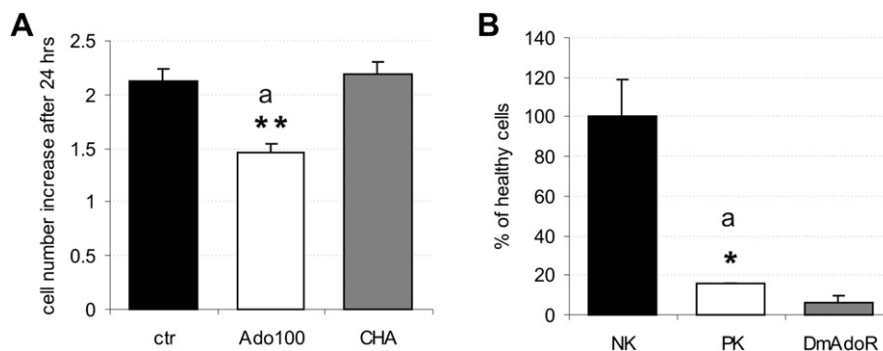 A
cell number increase after 24 hrs
2.5
2
1.5
1
0.5
0
a
**
ctr Ado100 CHA
B
% of healthy cells
140
120
100
80
60
40
20
0
a
*
NK PK DmAdoR